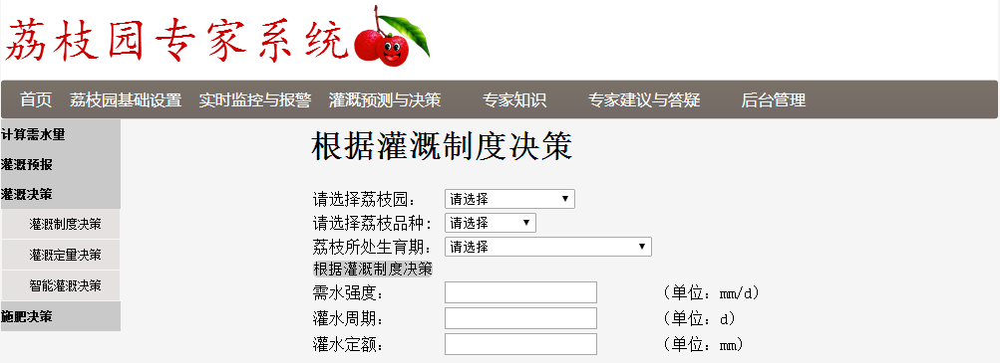 荔枝园专家系统
首页 荔枝园基础设置 实时监控与报警 灌溉预测与决策 专家知识 专家建议与答疑 后台管理
计算需水量
灌溉预报
灌溉决策
灌溉制度决策
灌溉定量决策
智能灌溉决策
施肥决策
根据灌溉制度决策
请选择荔枝园： 请选择
请选择荔枝品种： 请选择
荔枝所处生育期： 请选择
根据灌溉制度决策
需水强度： （单位：mm/d）
灌水周期： （单位：d）
灌水定额： （单位：mm）